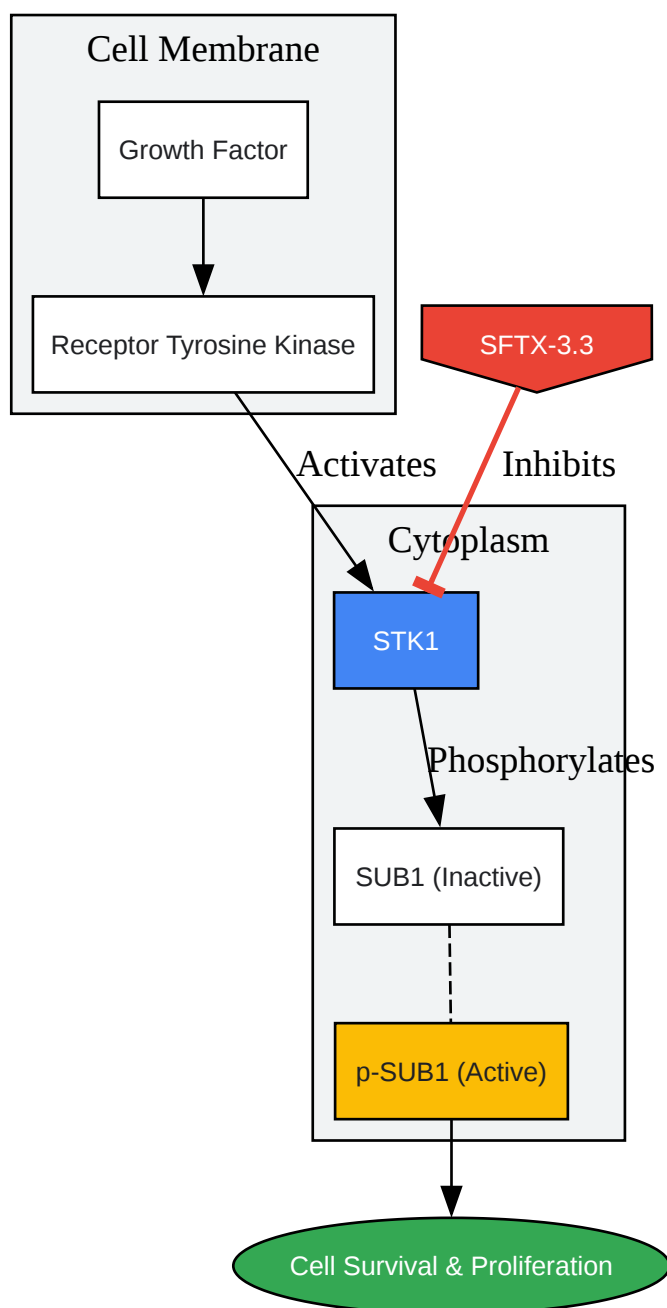 Cell Membrane
Growth Factor
Receptor Tyrosine Kinase
SFTX-3.3
Activates
Inhibits
Cytoplasm
STK1
Phosphorylates
SUB1 (Inactive)
p-SUB1 (Active)
Cell Survival & Proliferation